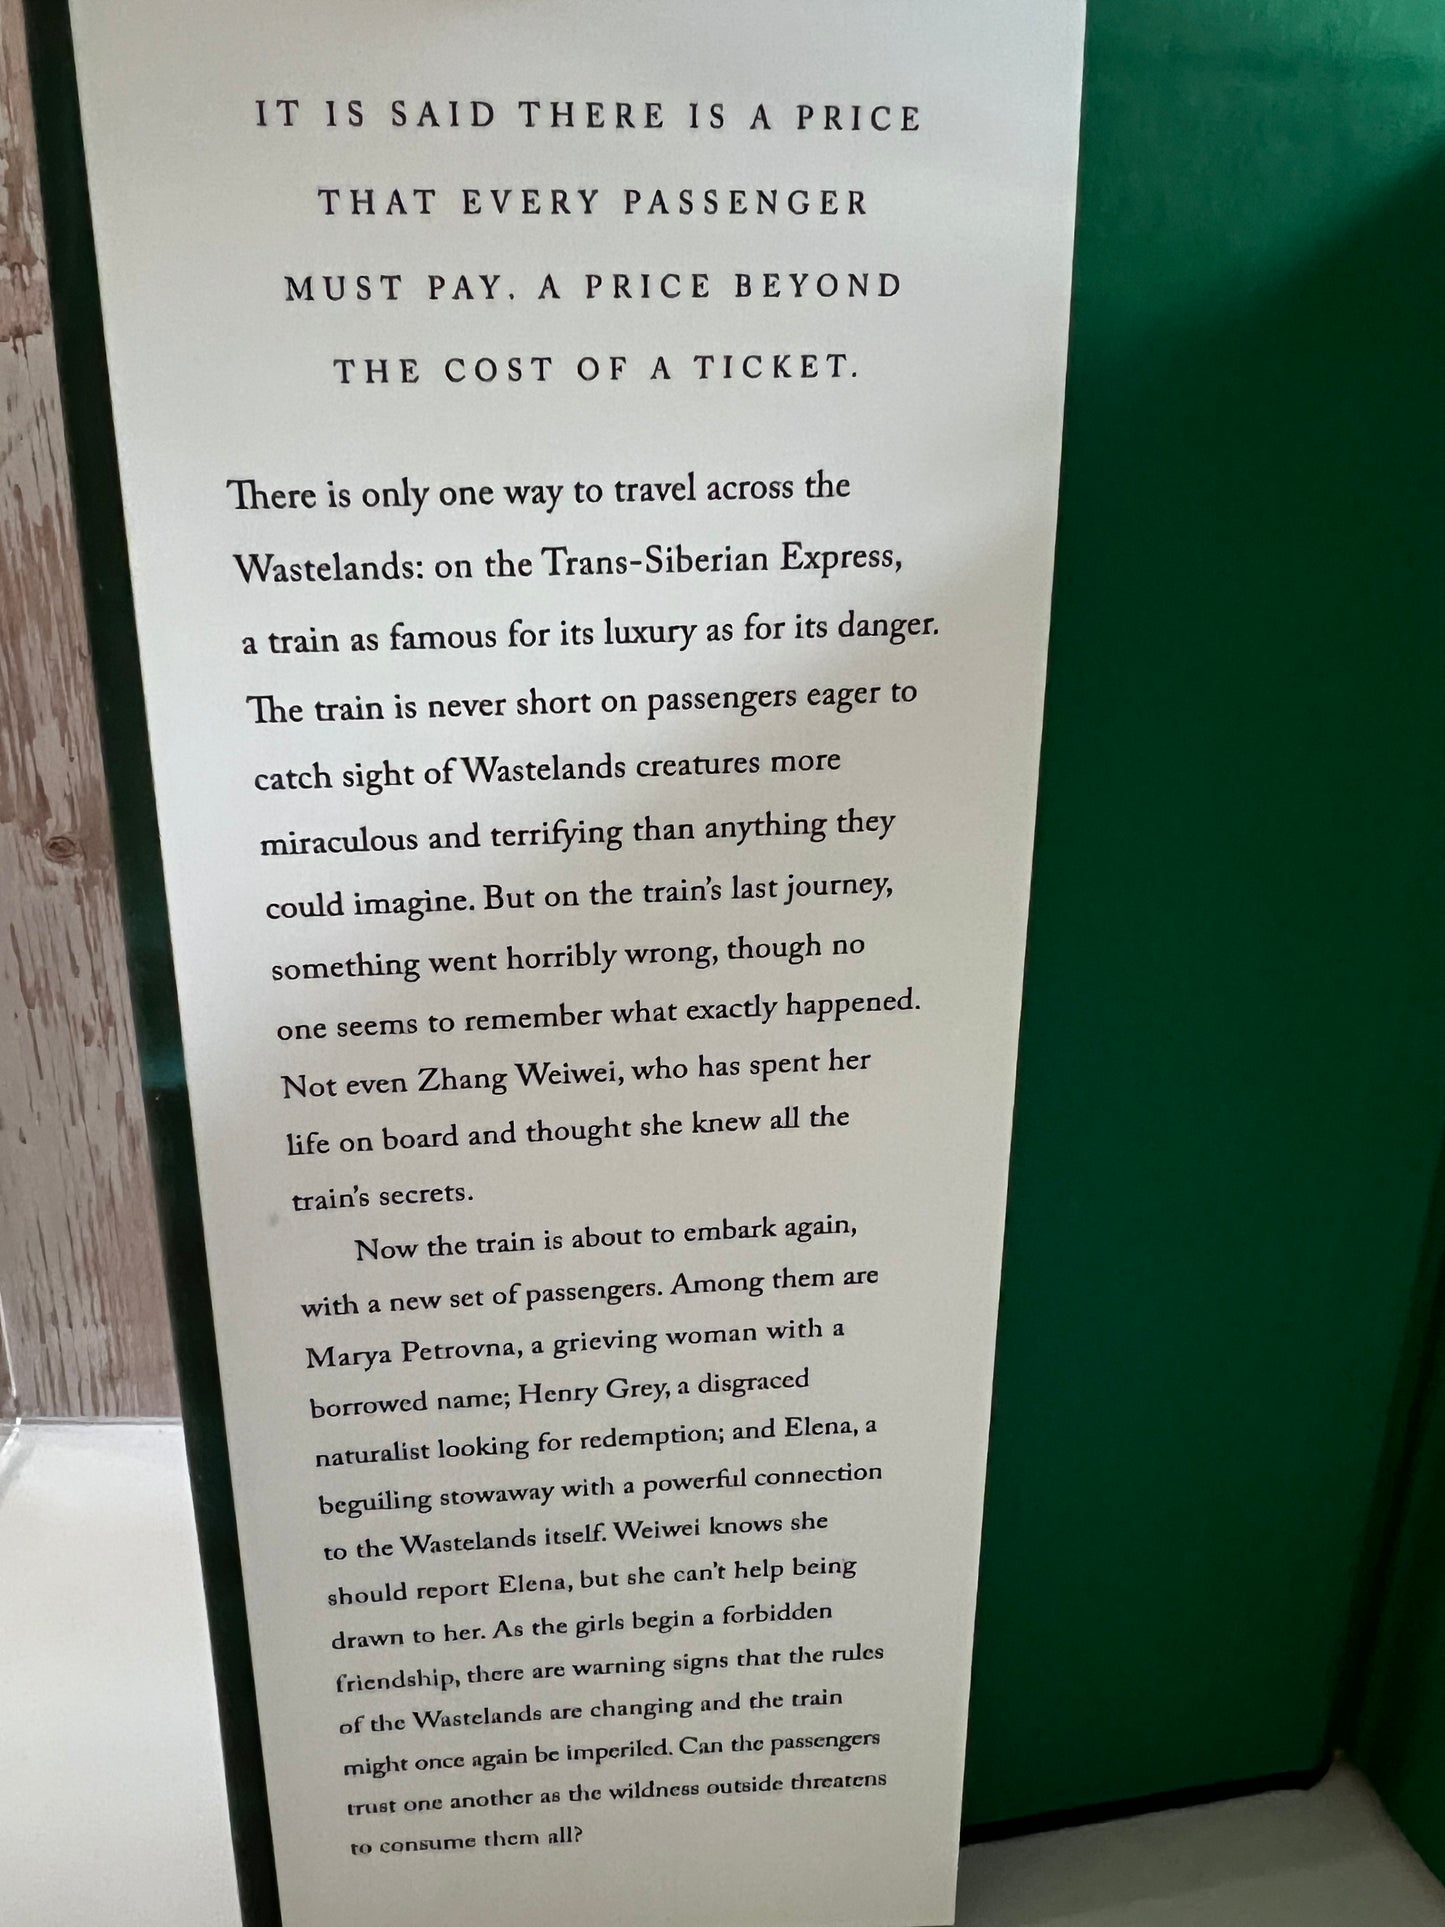 IT IS SAID THERE IS A PRICE
THAT EVERY PASSENGER
MUST PAY. A PRICE BEYOND
THE COST OF A TICKET.
There is only one way to travel across the
Wastelands: on the Trans-Siberian Express,
a train as famous for its luxury as for its danger.
The train is never short on passengers eager to
catch sight of Wastelands creatures more
miraculous and terrifying than anything they
could imagine. But on the train's last journey,
something went horribly wrong, though no
one seems to remember what exactly happened.
Not even Zhang Weiwei, who has spent her
life on board and thought she knew all the
train's secrets.
Now the train is about to embark again,
with a new set of passengers. Among them are
Marya Petrovna, a grieving woman with a
borrowed name; Henry Grey, a disgraced
naturalist looking for redemption; and Elena, a
beguiling stowaway with a powerful connection
to the Wastelands itself. Weiwei knows she
should report Elena, but she can't help being
drawn to her. As the girls begin a forbidden
friendship, there are warning signs that the rules
of the Wastelands are changing and the train
might once again be imperiled. Can the passengers
trust one another as the wildness outside threatens
to consume them all?